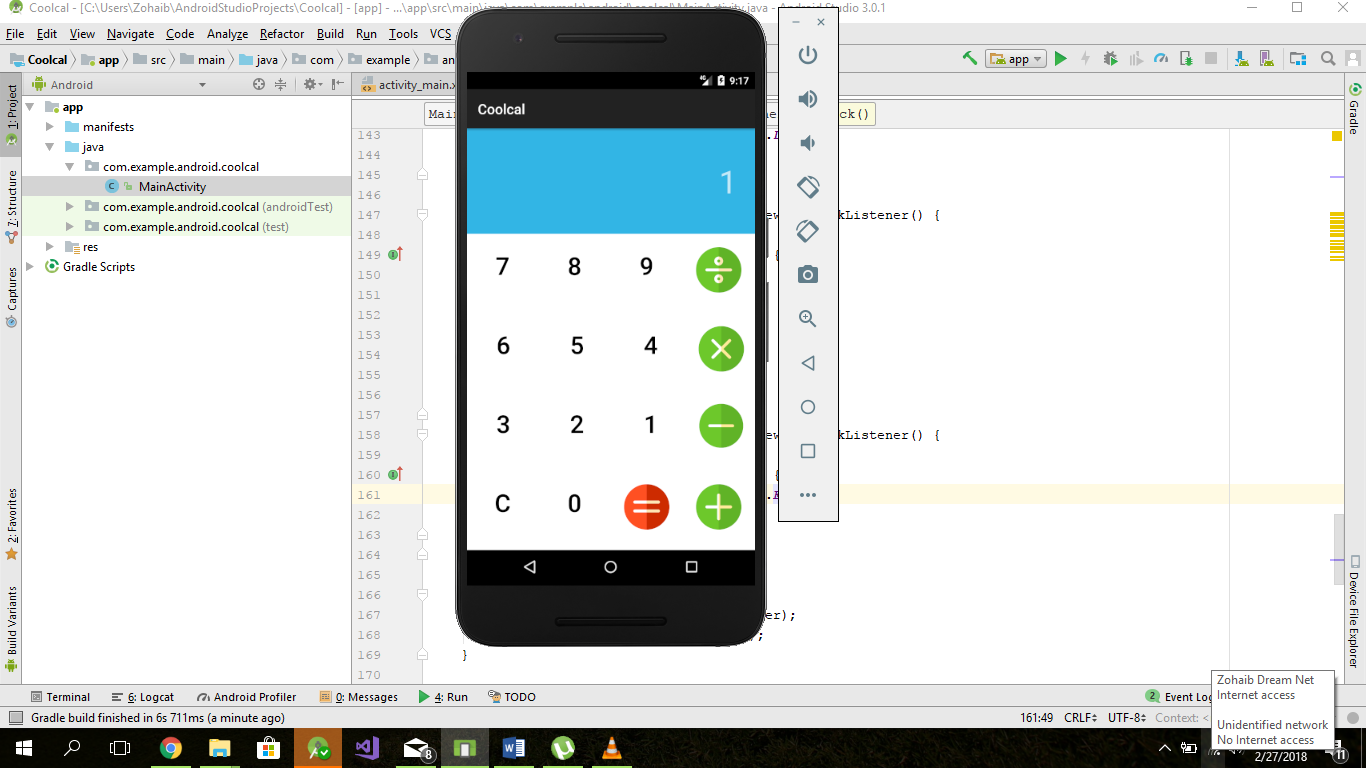 Coolcal - [C:\Users\Zohaib\AndroidStudioProjects\Coolcal] - [app] - ...\app\src\main\java\com\example\android\coolcal\MainActivity.java - Android Studio 3.0.1
File Edit View Navigate Code Analyze Refactor Build Run Tools VCS
Coolcal app src main java com example an
app
1: Project
7: Structure
Captures
2: Favorites
Build Variants
Android
app
manifests
java
com.example.android.coolcal
MainActivity
com.example.android.coolcal (androidTest)
com.example.android.coolcal (test)
res
Gradle Scripts
activity_main.x
Main
ck()
143
144
145
146
147
kListener() {
148
149
{
150
151
152
153
154
155
156
157
158
kListener() {
159
160
{
161
162
163
164
165
166
167
er);
168
;
169
}
170
4G 9:17
Coolcal
1
7 8 9 ÷
6 5 4 ×
3 2 1 −
C 0 = +
Gradle
Device File Explorer
Terminal 6: Logcat Android Profiler 0: Messages 4: Run TODO
2 Event Log
Gradle build finished in 6s 711ms (a minute ago)
161:49 CRLF UTF-8 Context: <
Zohaib Dream Net
Internet access
Unidentified network
No Internet access
8
2/27/2018
11